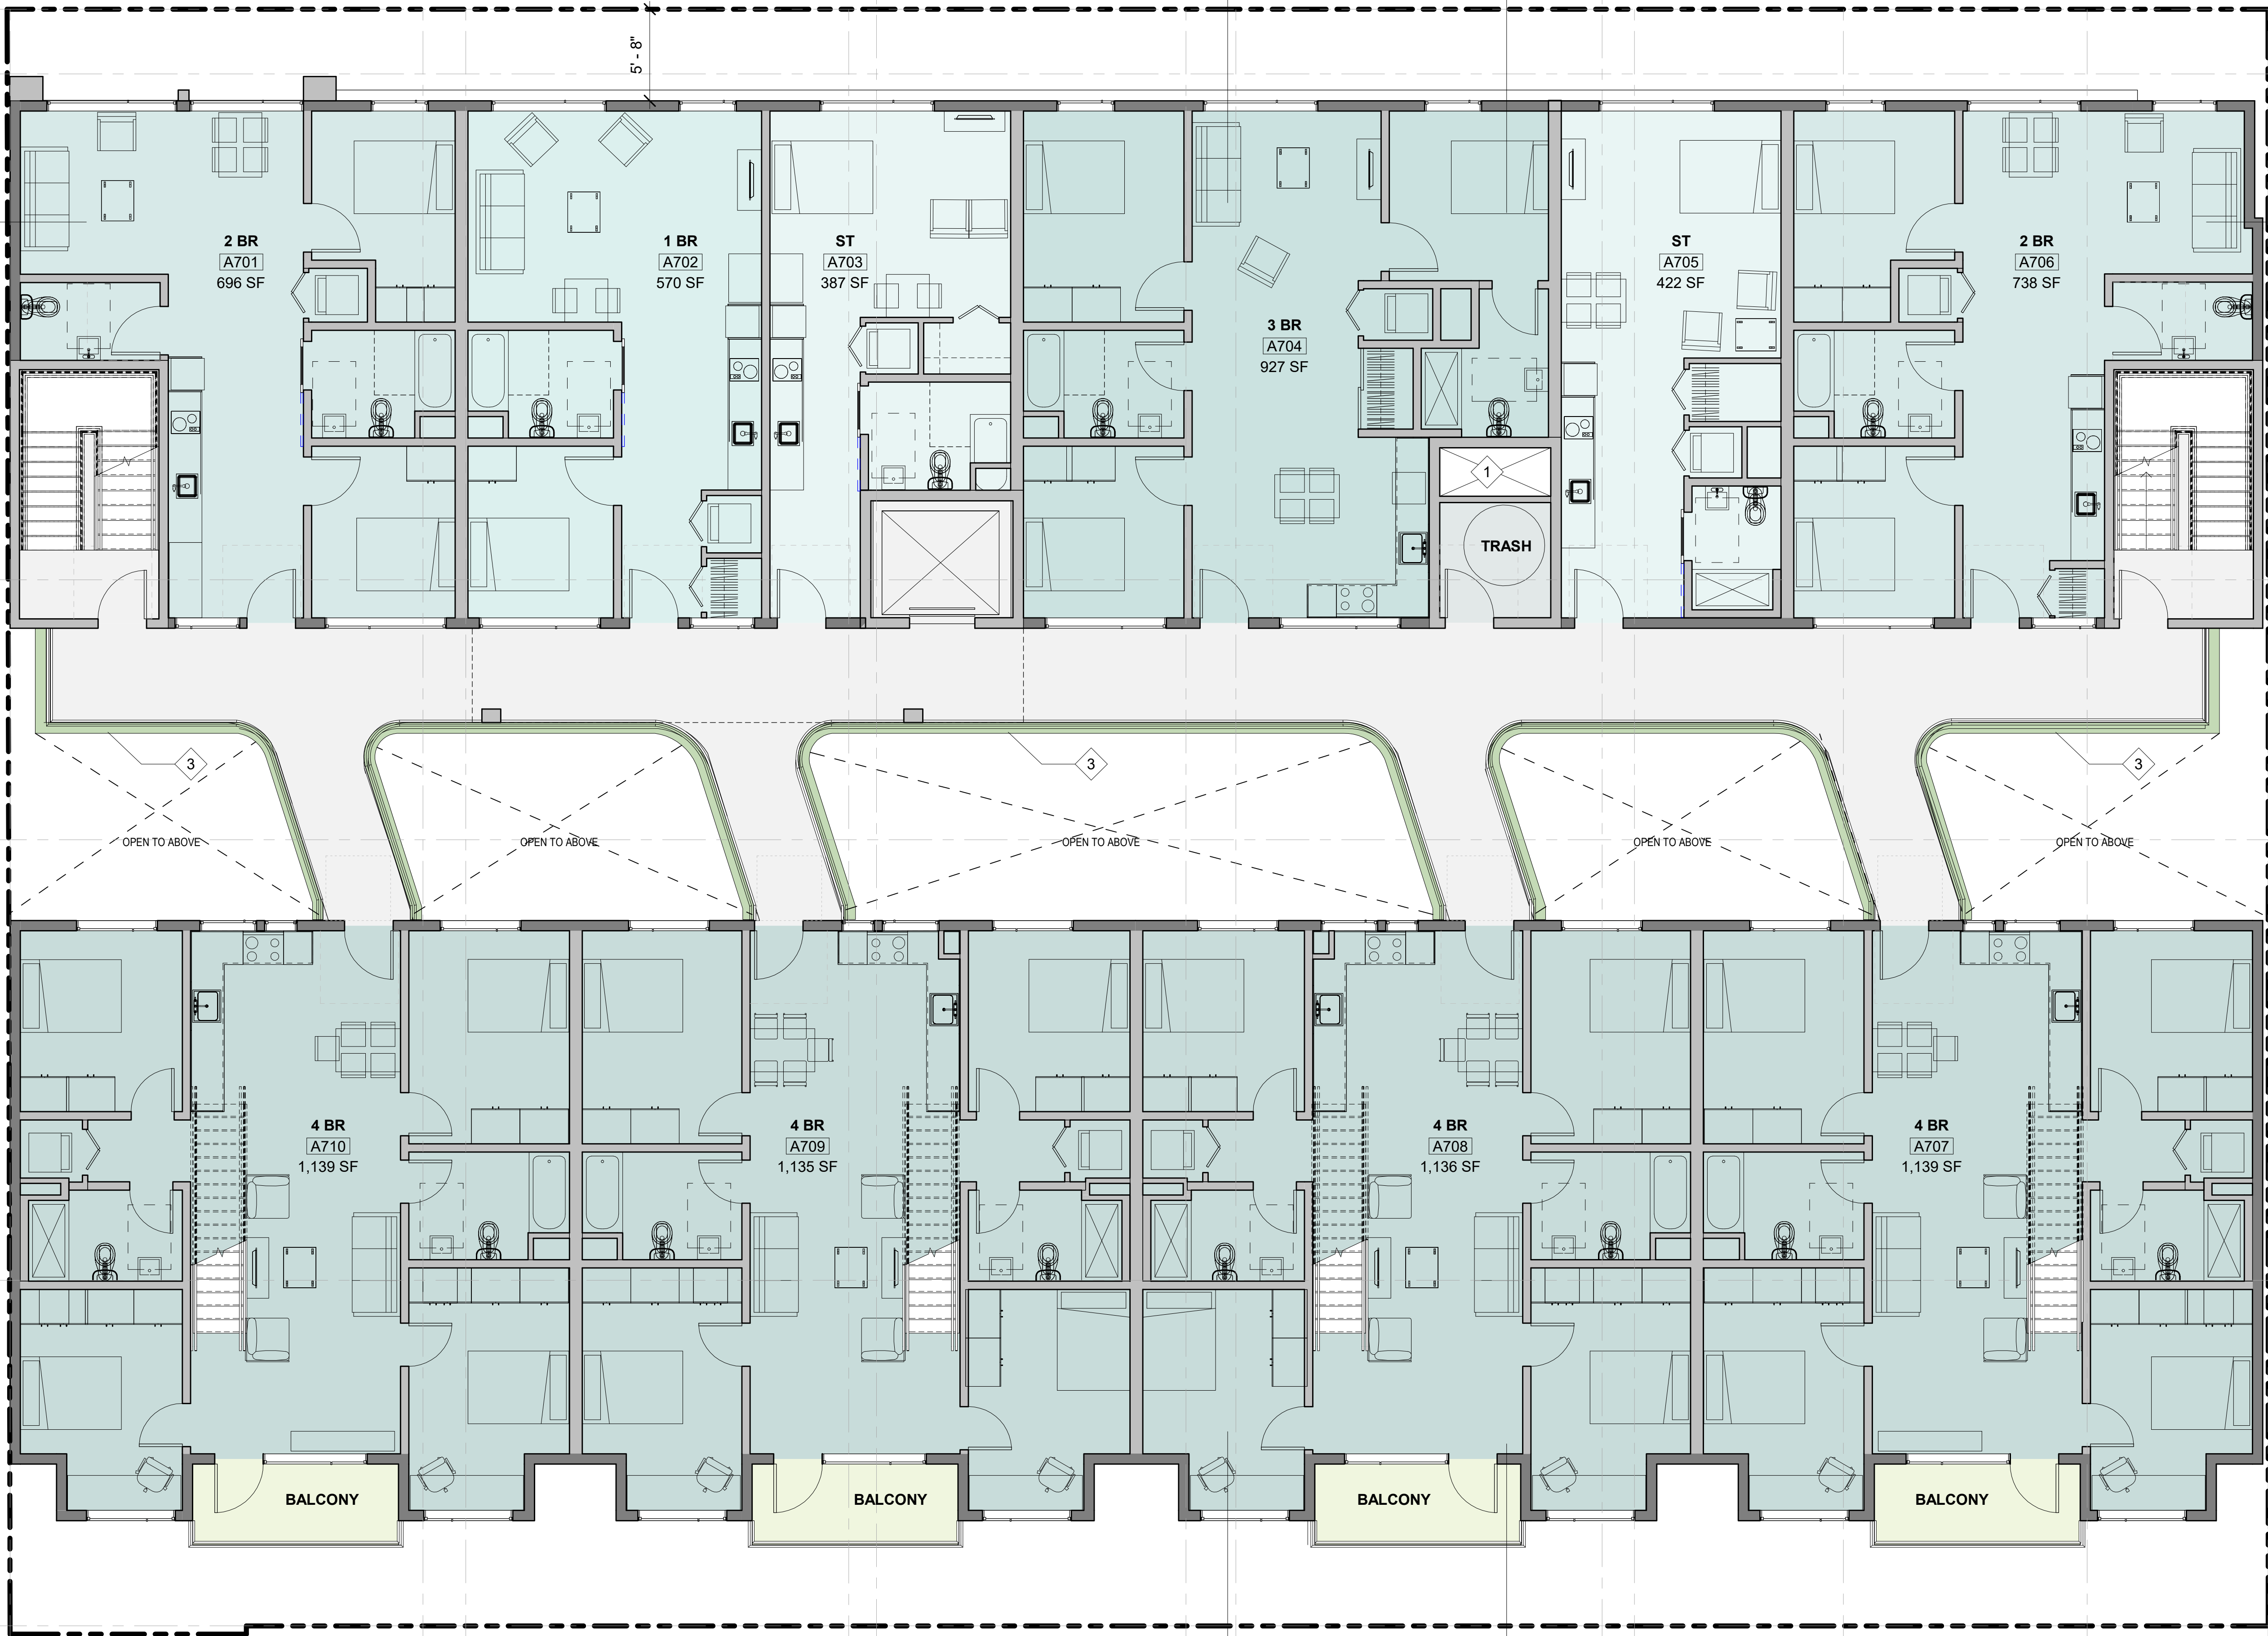 5' - 8"
2 BR
A701
696 SF
1 BR
A702
570 SF
ST
A703
387 SF
3 BR
A704
927 SF
ST
A705
422 SF
2 BR
A706
738 SF
1
TRASH
3
3
3
OPEN TO ABOVE
OPEN TO ABOVE
OPEN TO ABOVE
OPEN TO ABOVE
OPEN TO ABOVE
4 BR
A710
1,139 SF
4 BR
A709
1,135 SF
4 BR
A708
1,136 SF
4 BR
A707
1,139 SF
BALCONY
BALCONY
BALCONY
BALCONY